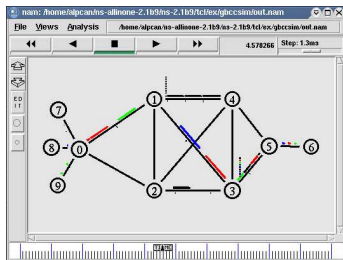 nam: /home/alpcan/ns-allinone-2.1b9/ns-2.1b9/tcl/ex/gbccsim/out.nam
File Views Analysis /home/alpcan/ns-allinone-2.1b9/ns-2.1b9/tcl/ex/gbccsim/out.nam
4.578266 Step: 1.3ms
EDIT
1 4
7
8 0 5 6
9 2 3